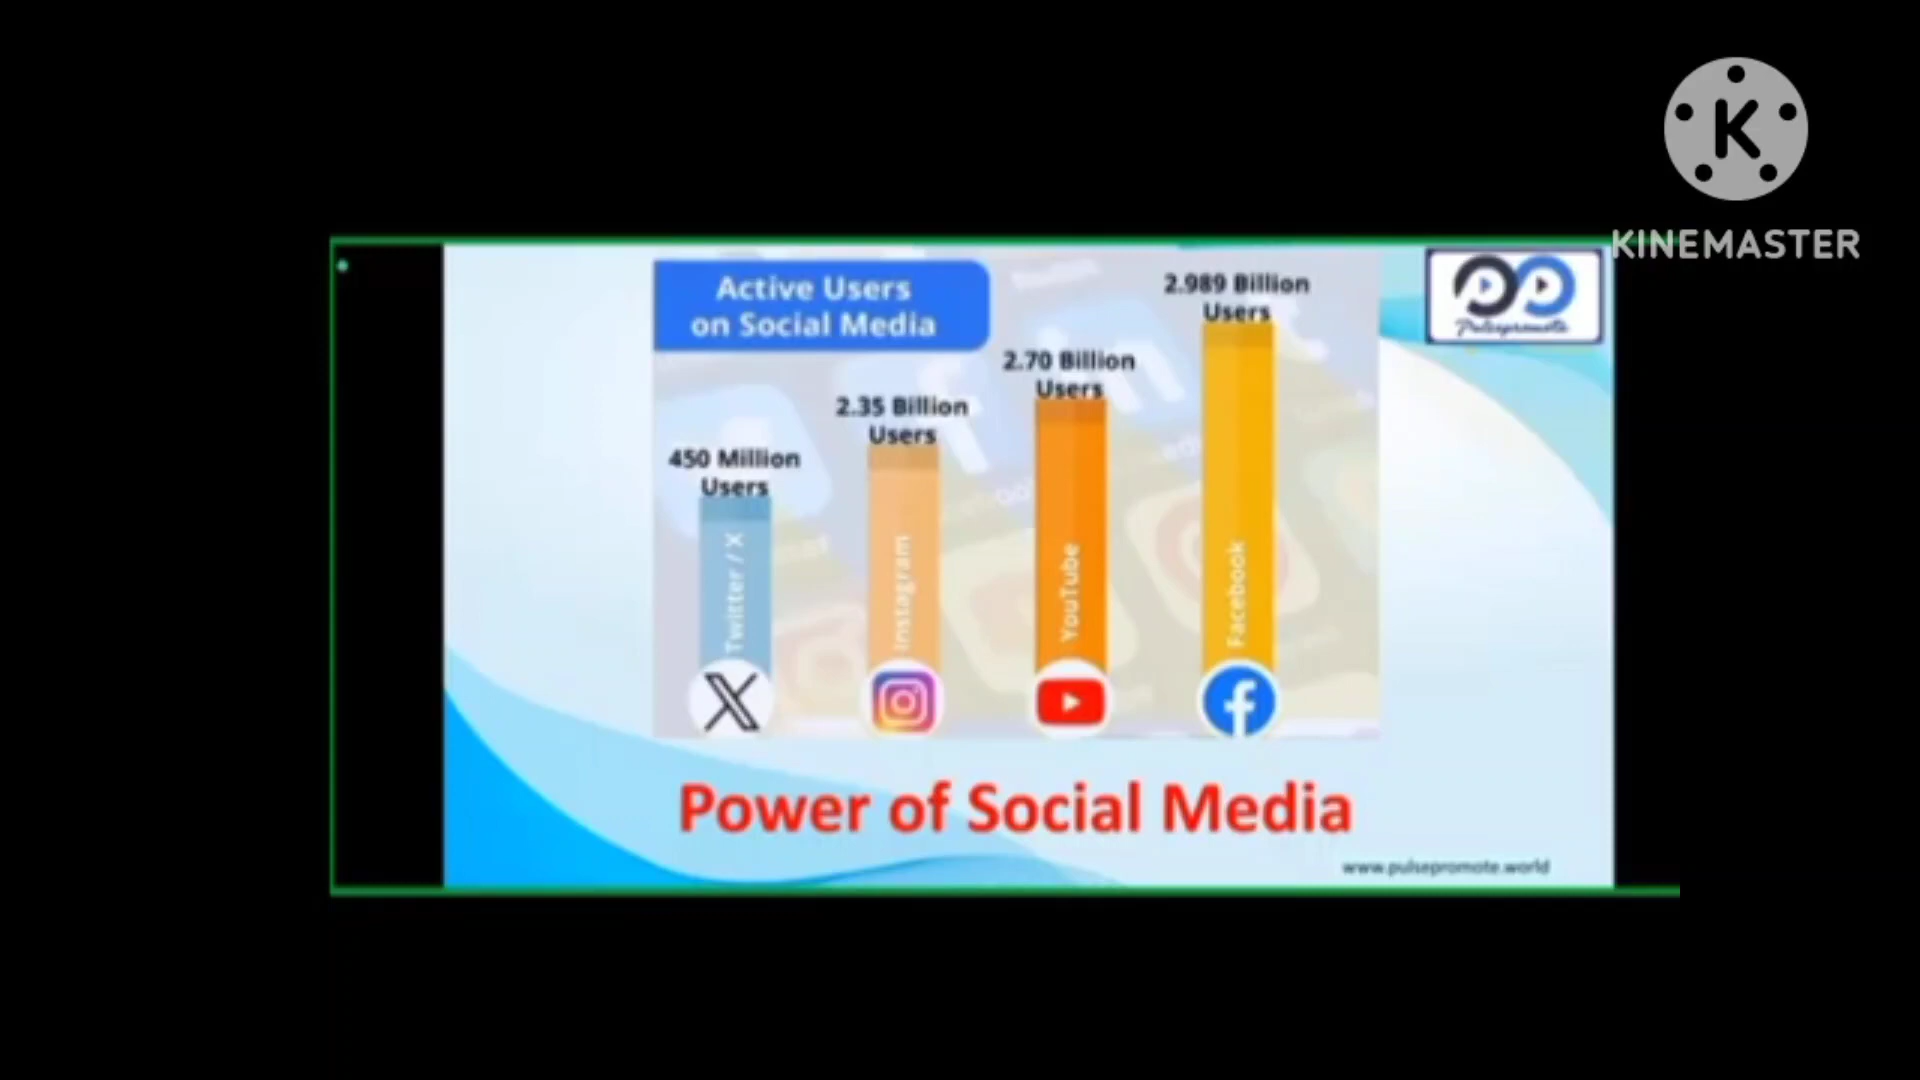 KINEMASTER
Active Users
on Social Media
450 Million
Users
2.35 Billion
Users
2.70 Billion
Users
2.989 Billion
Users
Twitter / X
Instagram
YouTube
Facebook
Pulsepromote
Power of Social Media
www.pulsepromote.world